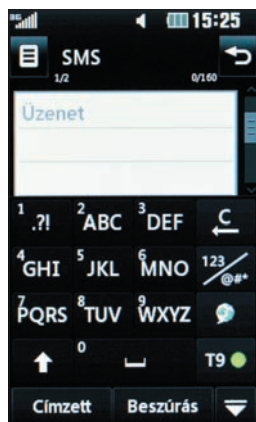 3G 15:25
SMS
1/2 0/160
Üzenet
1 .?! 2 ABC 3 DEF C
4 GHI 5 JKL 6 MNO 123/@#*
7 PQRS 8 TUV 9 WXYZ
0 T9
Címzett Beszúrás